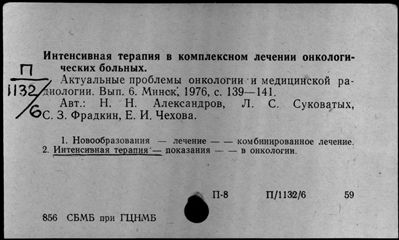 Интенсивная терапия в комплексном лечении онкологи-
ческих больных.
П
1132
/6
Актуальные проблемы онкологии и медицинской ра-
диологии. Вып. 6. Минск, 1976, с. 139—141.
Авт.: Н. Н. Александров, Л. С. Суковатых,
С. З. Фрадкин, Е. И. Чехова.
1. Новообразования — лечение — — комбинированное лечение.
2. Интенсивная терапия — показания — — в онкологии.
П-8 П/1132/6 59
856 СБМБ при ГЦНМБ